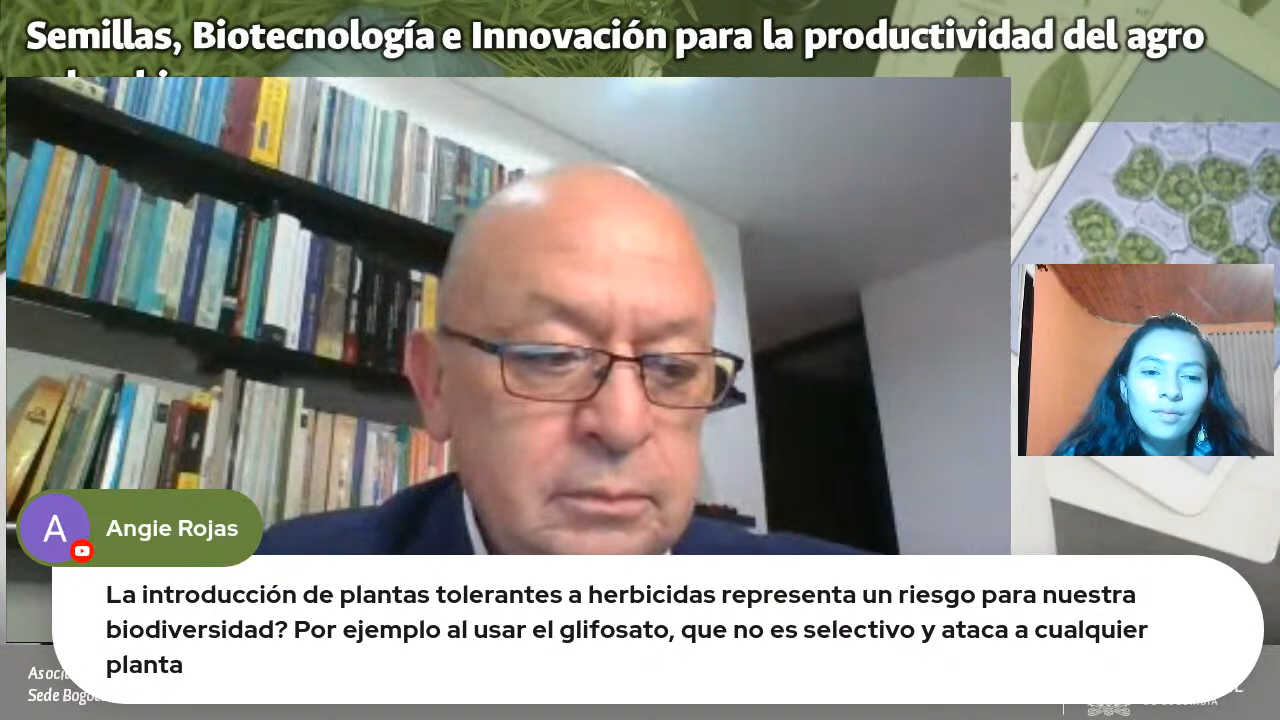 Semillas, Biotecnología e Innovación para la productividad del agro
A
Angie Rojas
La introducción de plantas tolerantes a herbicidas representa un riesgo para nuestra
biodiversidad? Por ejemplo al usar el glifosato, que no es selectivo y ataca a cualquier
planta
Sede